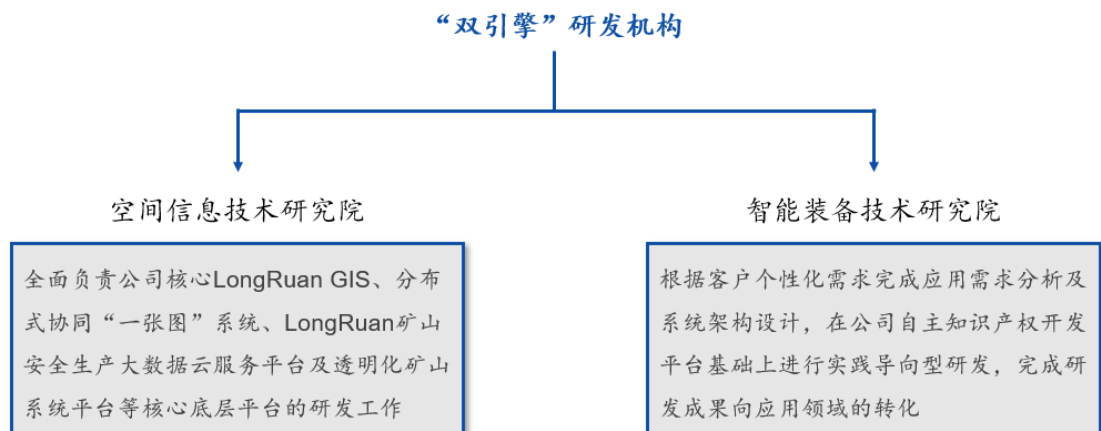 “双引擎”研发机构
空间信息技术研究院
全面负责公司核心LongRuan GIS、分布
式协同“一张图”系统、LongRuan矿山
安全生产大数据云服务平台及透明化矿山
系统平台等核心底层平台的研发工作
智能装备技术研究院
根据客户个性化需求完成应用需求分析及
系统架构设计，在公司自主知识产权开发
平台基础上进行实践导向型研发，完成研
发成果向应用领域的转化